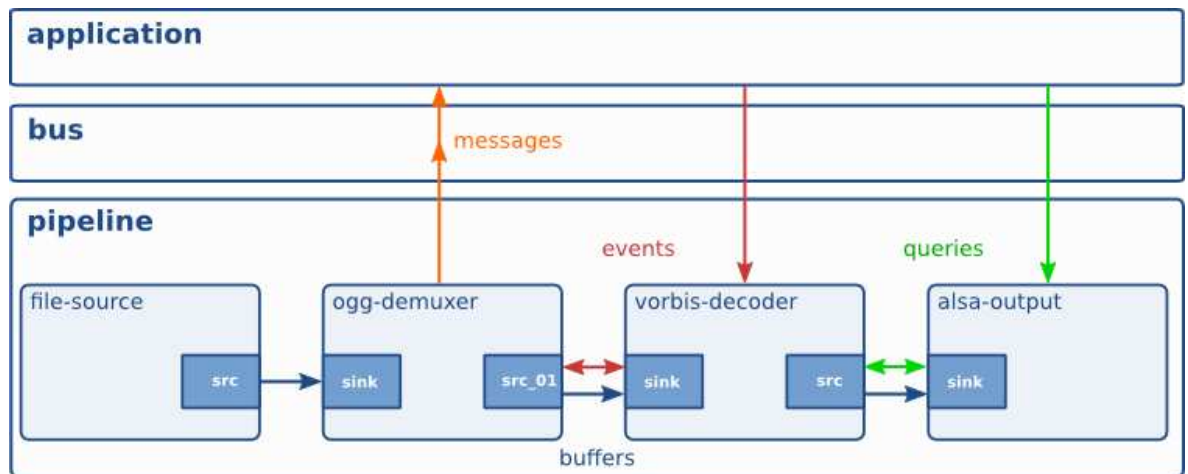 application
bus
messages
pipeline
events
queries
file-source
ogg-demuxer
vorbis-decoder
alsa-output
src
sink
src_01
sink
src
sink
buffers